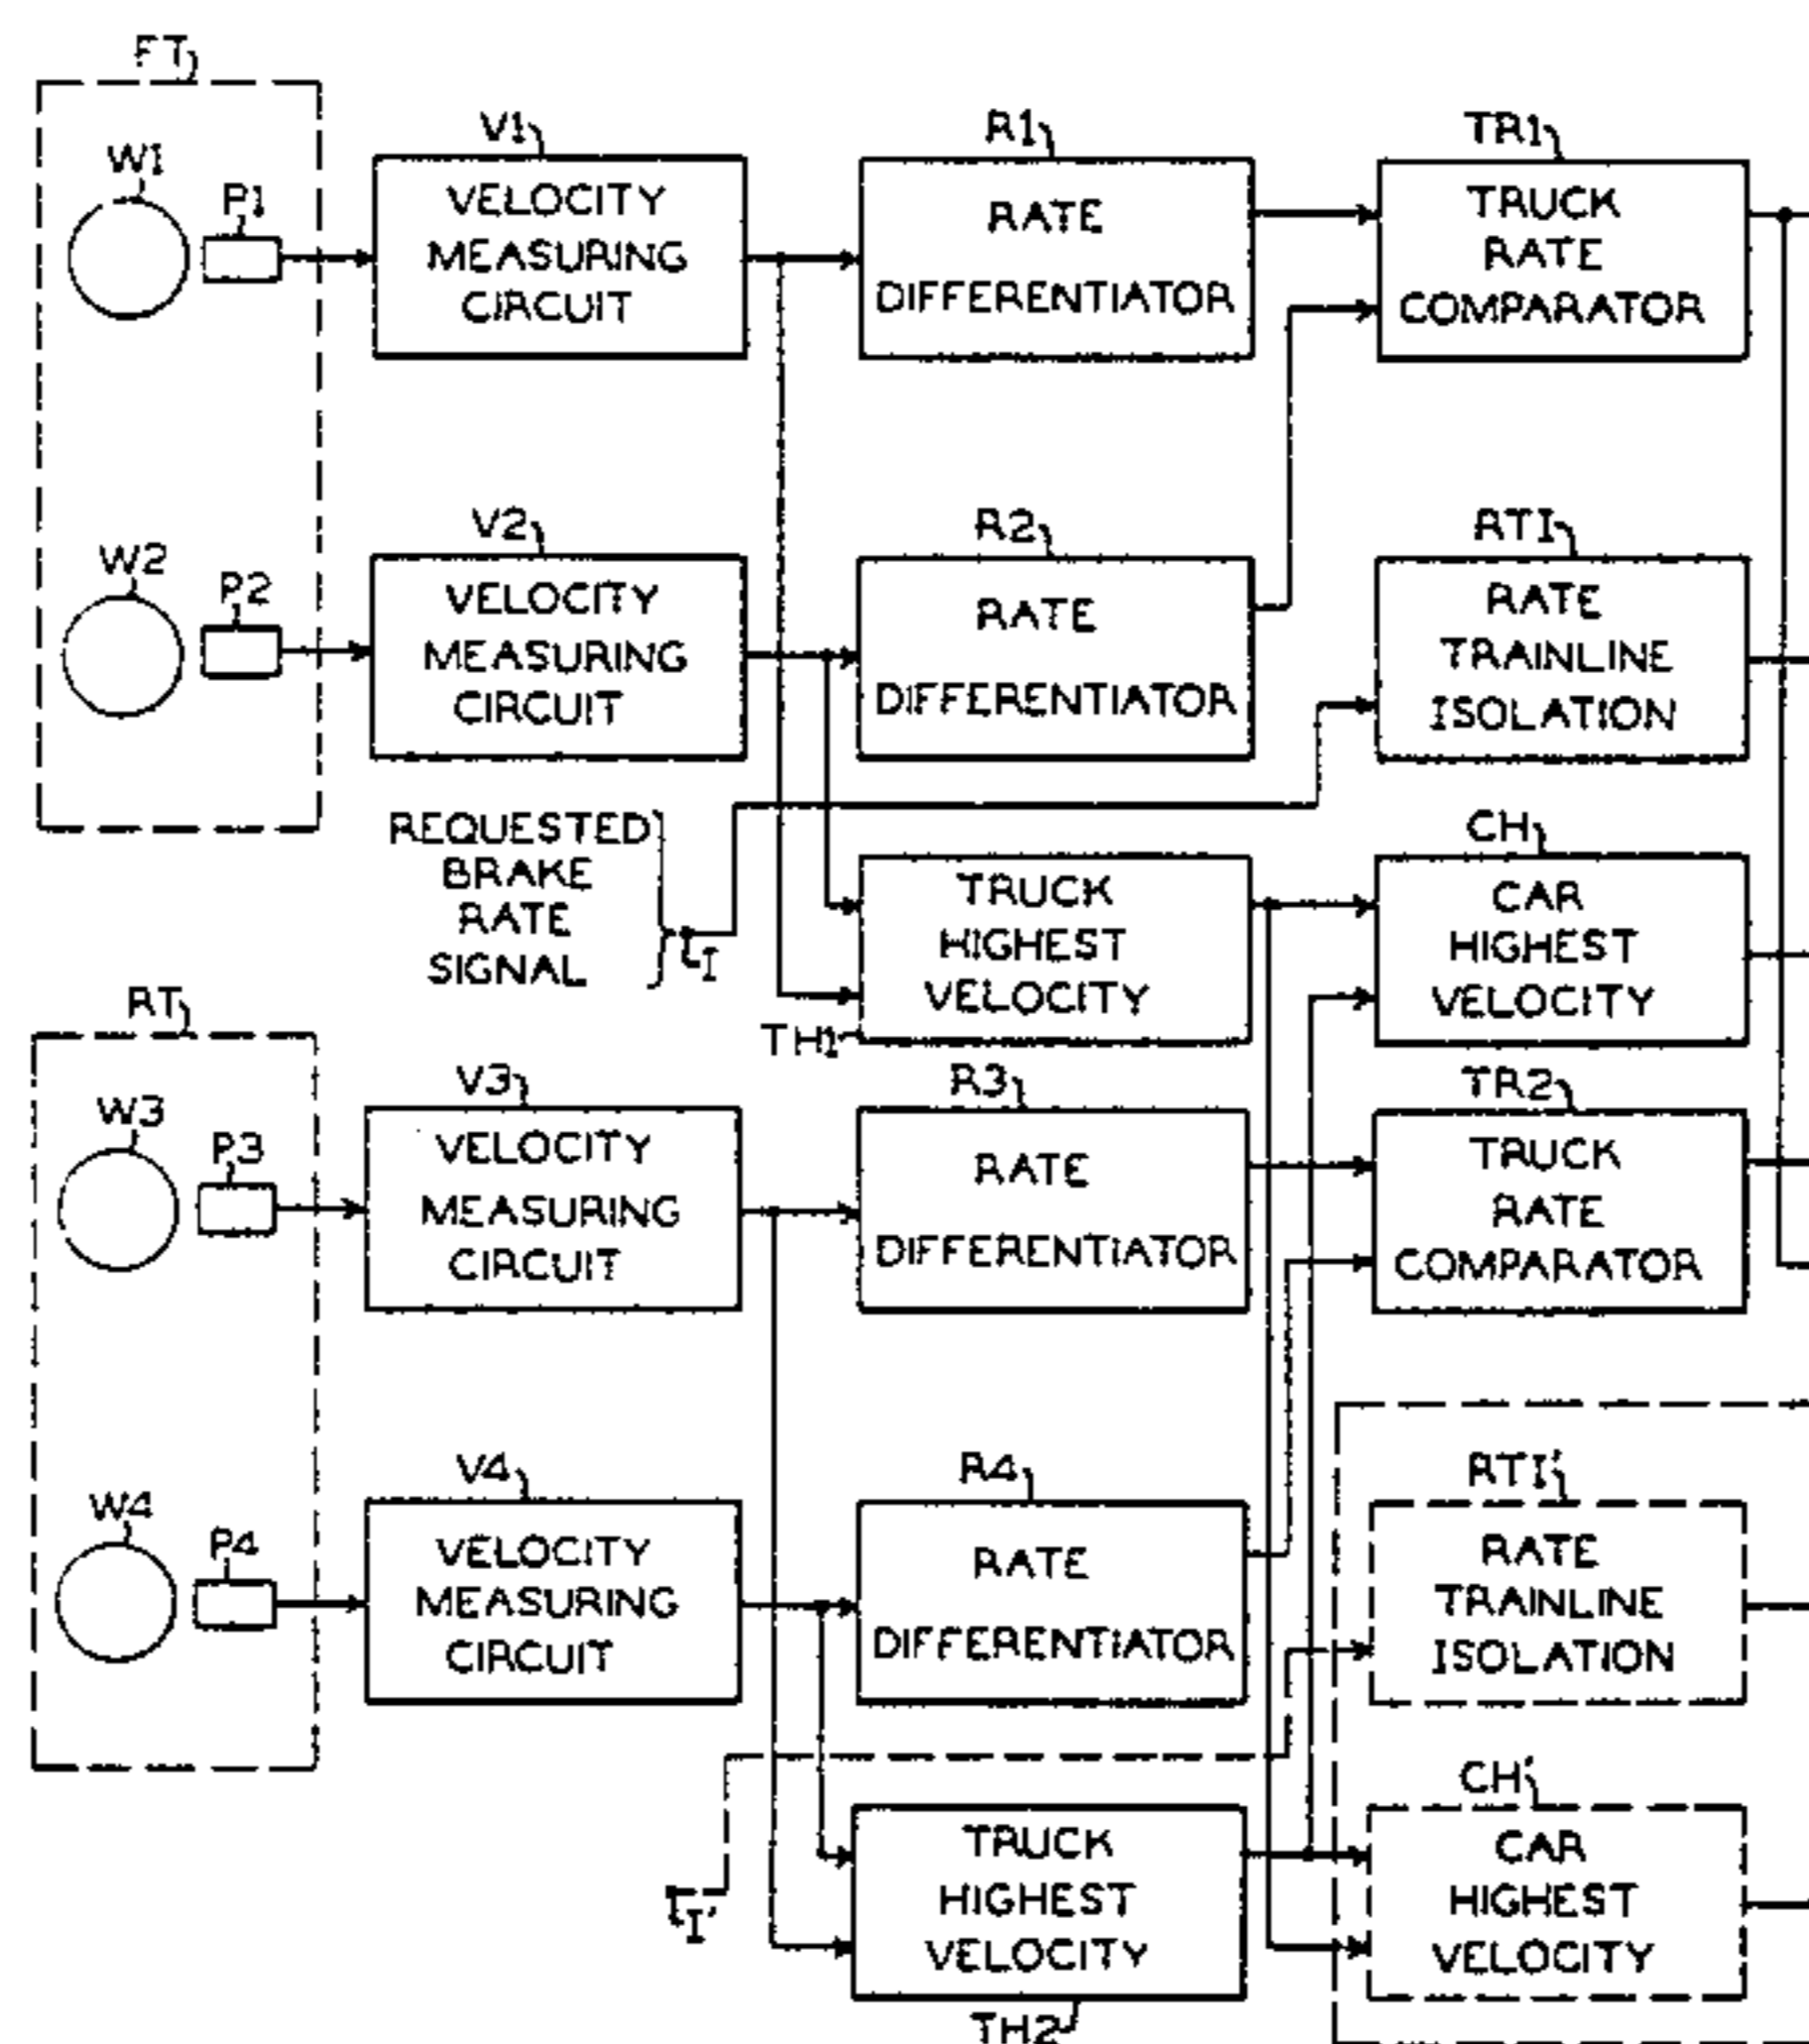 FT
W1
P1
V1
VELOCITY
MEASURING
CIRCUIT
R1
RATE
DIFFERENTIATOR
TR1
TRUCK
RATE
COMPARATOR
W2
P2
V2
VELOCITY
MEASURING
CIRCUIT
R2
RATE
DIFFERENTIATOR
RTI
RATE
TRAINLINE
ISOLATION
REQUESTED
BRAKE
RATE
SIGNAL
I
TRUCK
HIGHEST
VELOCITY
TH1
CH
CAR
HIGHEST
VELOCITY
RT
W3
P3
V3
VELOCITY
MEASURING
CIRCUIT
R3
RATE
DIFFERENTIATOR
TR2
TRUCK
RATE
COMPARATOR
W4
P4
V4
VELOCITY
MEASURING
CIRCUIT
R4
RATE
DIFFERENTIATOR
RTI'
RATE
TRAINLINE
ISOLATION
I'
TRUCK
HIGHEST
VELOCITY
TH2
CH'
CAR
HIGHEST
VELOCITY